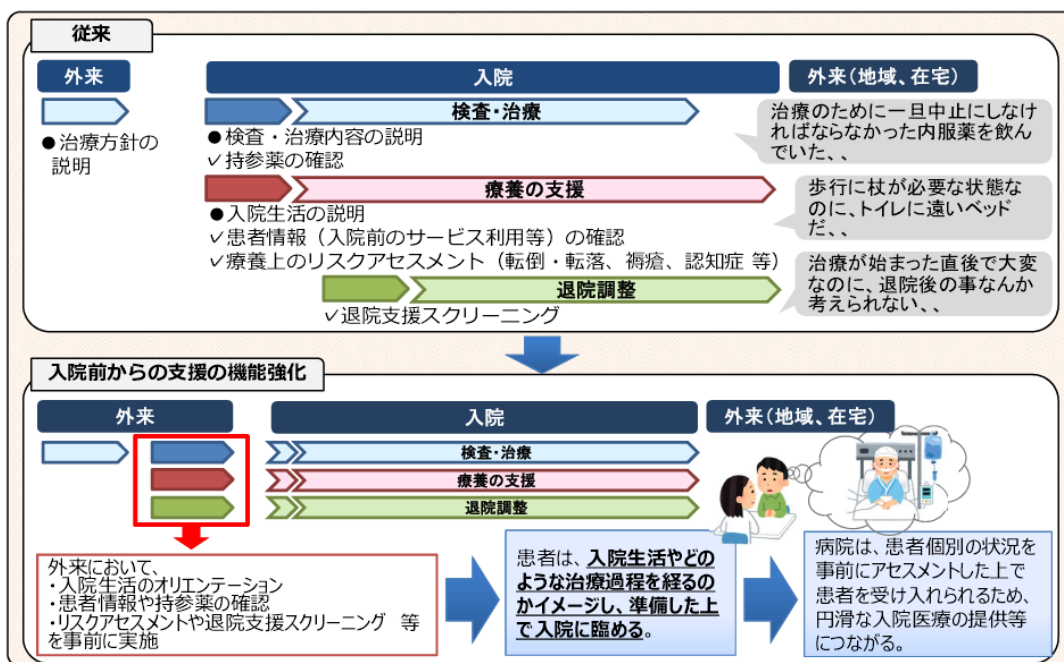 従来
外来
入院
外来(地域、在宅)
検査・治療
●治療方針の
説明
●検査・治療内容の説明
✓持参薬の確認
治療のために一旦中止にしなけ
ればならなかった内服薬を飲ん
でいた、、
療養の支援
●入院生活の説明
✓患者情報（入院前のサービス利用等）の確認
✓療養上のリスクアセスメント（転倒・転落、褥瘡、認知症 等）
歩行に杖が必要な状態な
のに、トイレに遠いベッド
だ、、
退院調整
✓退院支援スクリーニング
治療が始まった直後で大変
なのに、退院後の事なんか
考えられない、、
入院前からの支援の機能強化
外来
入院
外来(地域、在宅)
検査・治療
療養の支援
退院調整
外来において、
・入院生活のオリエンテーション
・患者情報や持参薬の確認
・リスクアセスメントや退院支援スクリーニング 等
を事前に実施
患者は、入院生活やどの
ような治療過程を経るの
かイメージし、準備した上
で入院に臨める。
病院は、患者個別の状況を
事前にアセスメントした上で
患者を受け入れられるため、
円滑な入院医療の提供等
につながる。